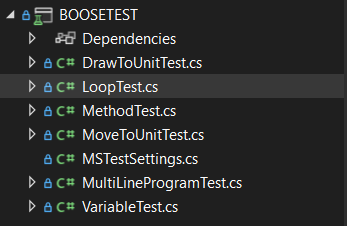 BOOSETEST
Dependencies
C# DrawToUnitTest.cs
C# LoopTest.cs
C# MethodTest.cs
C# MoveToUnitTest.cs
C# MSTestSettings.cs
C# MultiLineProgramTest.cs
C# VariableTest.cs